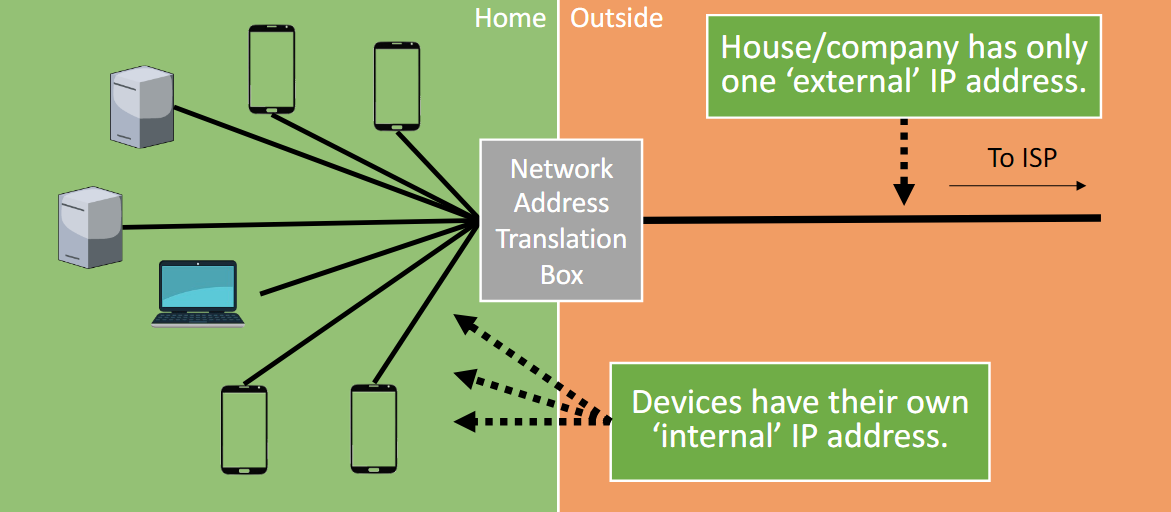 Home
Outside
House/company has only
one ‘external’ IP address.
To ISP
Network
Address
Translation
Box
Devices have their own
‘internal’ IP address.